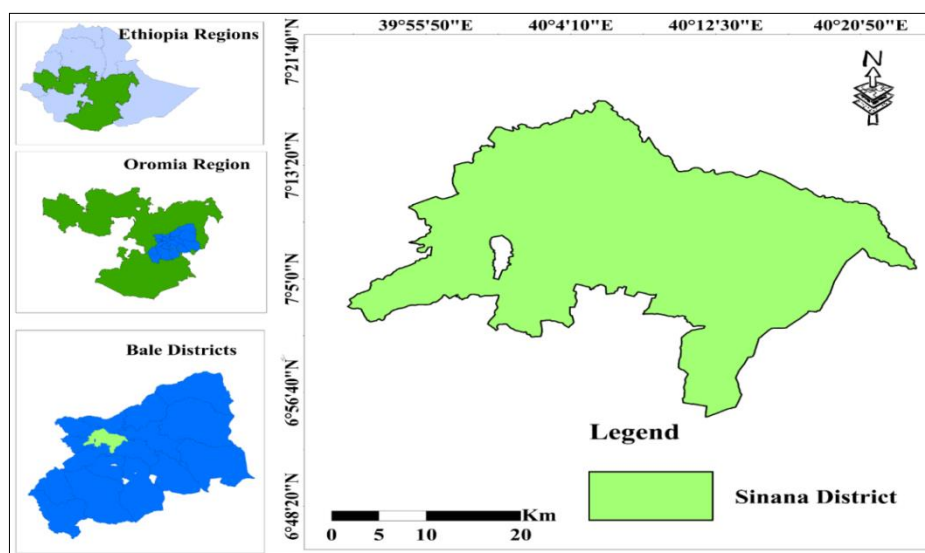 Ethiopia Regions
Oromia Region
Bale Districts
39°55'50"E 40°4'10"E 40°12'30"E 40°20'50"E
7°21'40"N
7°13'20"N
7°5'0"N
6°56'40"N
6°48'20"N
N
Legend
Sinana District
Km
0 5 10 20